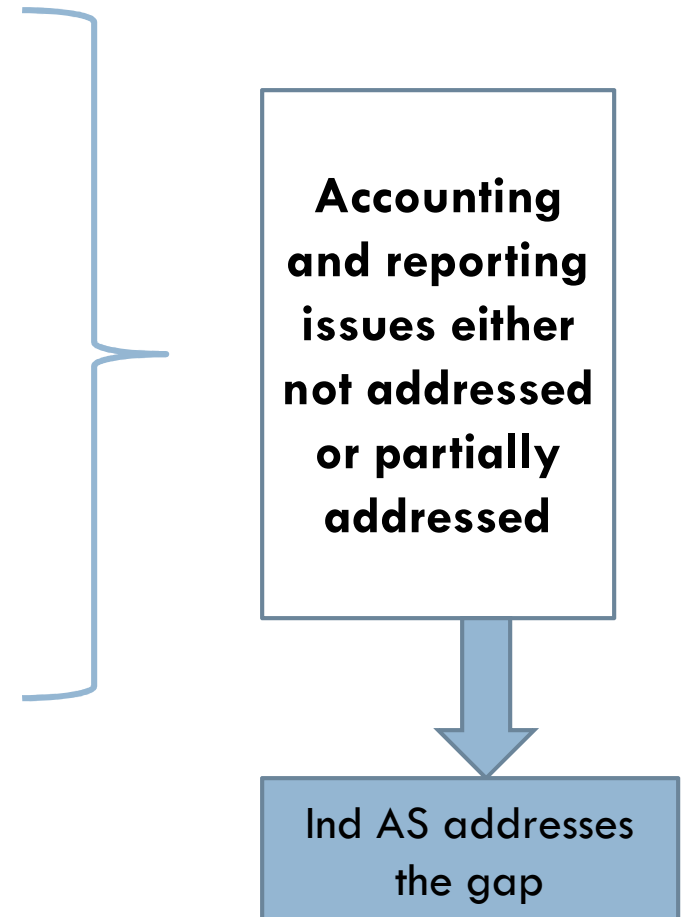 Accounting
and reporting
issues either
not addressed
or partially
addressed
Ind AS addresses
the gap